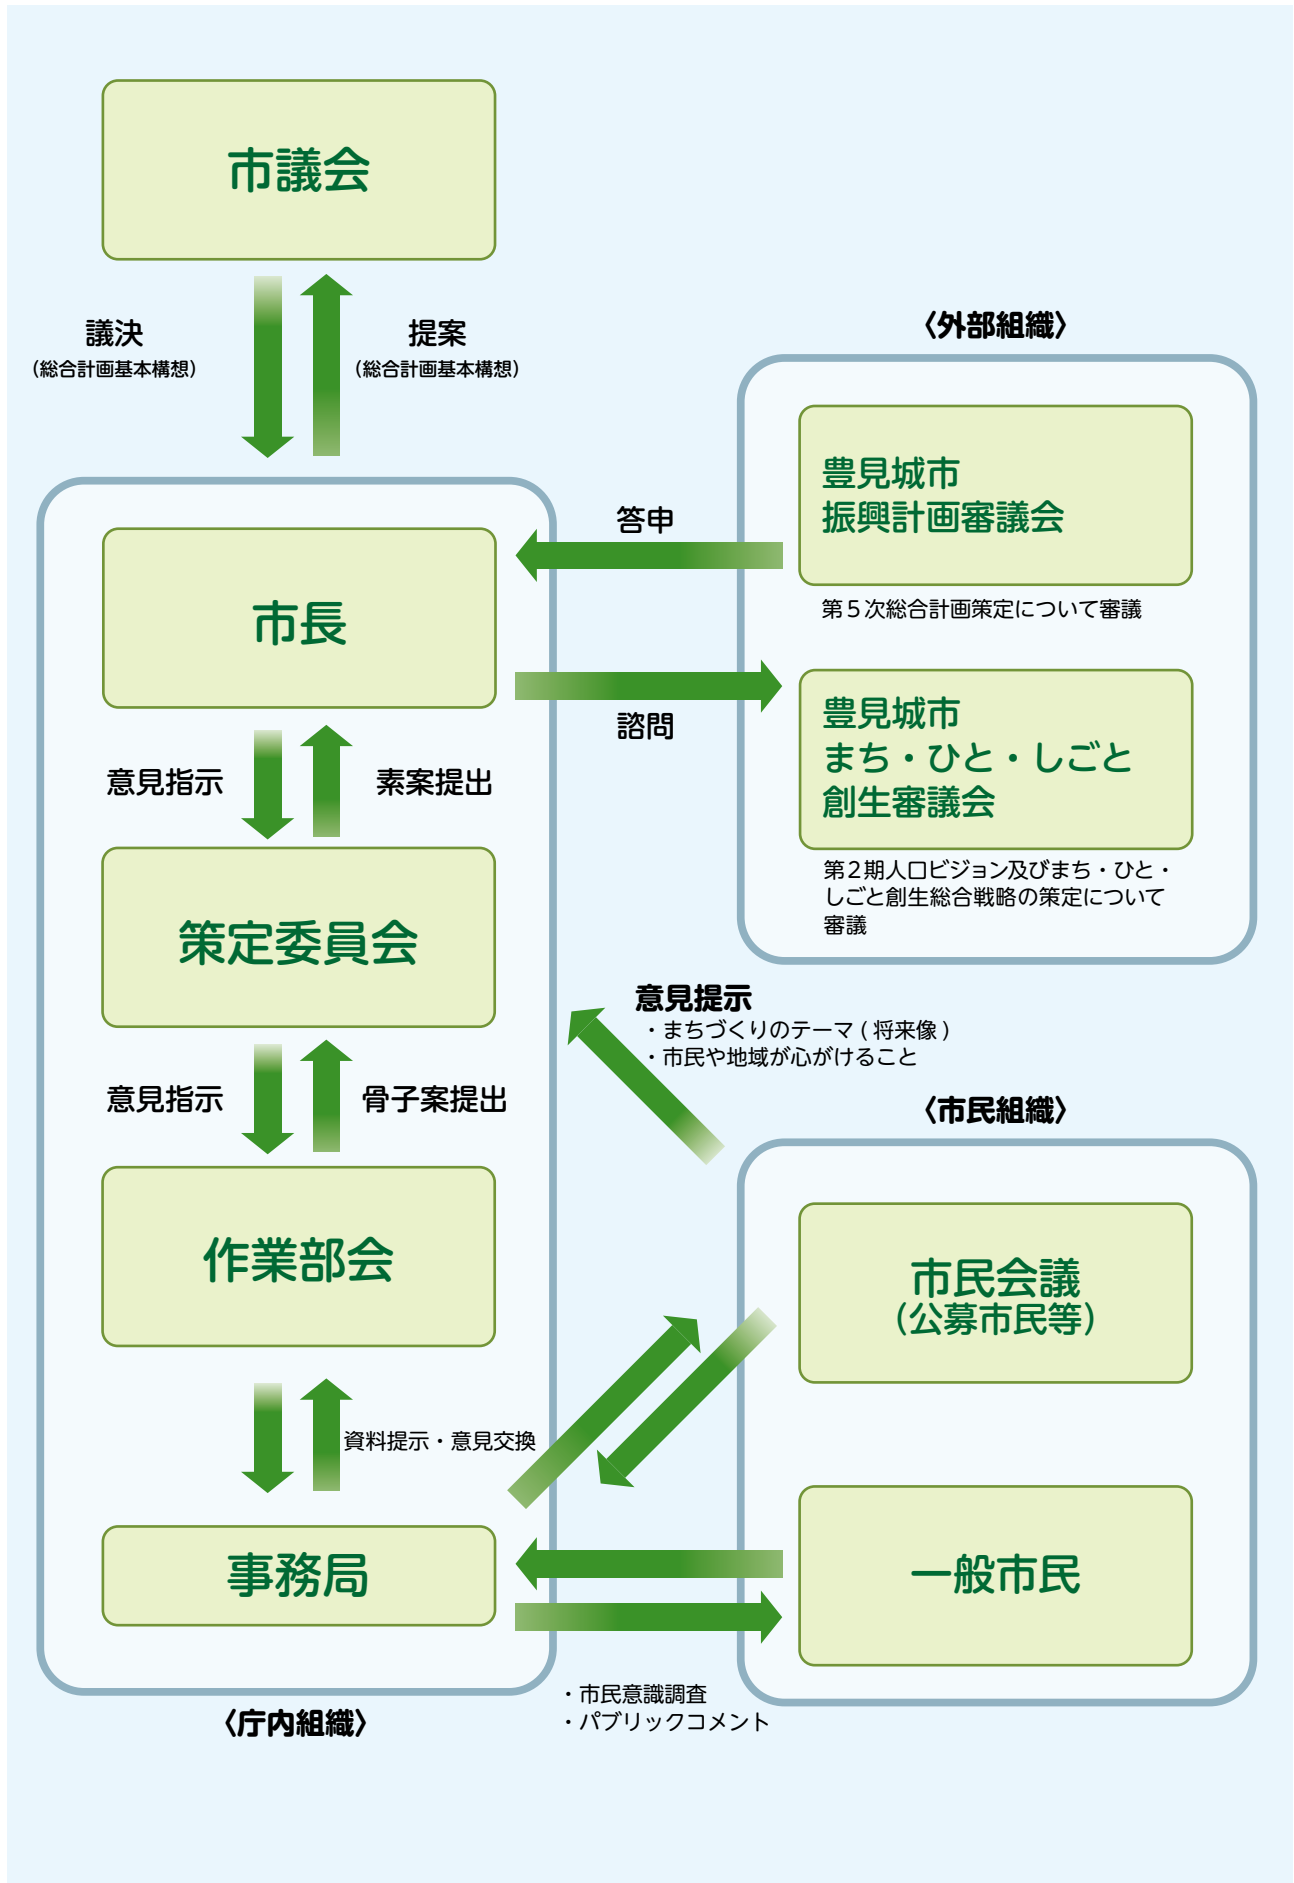 市議会
議決
（総合計画基本構想）
提案
（総合計画基本構想）
〈外部組織〉
豊見城市
振興計画審議会
第５次総合計画策定について審議
答申
市長
諮問
豊見城市
まち・ひと・しごと
創生審議会
第２期人口ビジョン及びまち・ひと・
しごと創生総合戦略の策定について
審議
意見指示
素案提出
策定委員会
意見提示
・まちづくりのテーマ ( 将来像 )
・市民や地域が心がけること
意見指示
骨子案提出
〈市民組織〉
作業部会
市民会議
（公募市民等）
資料提示・意見交換
事務局
一般市民
・市民意識調査
・パブリックコメント
〈庁内組織〉